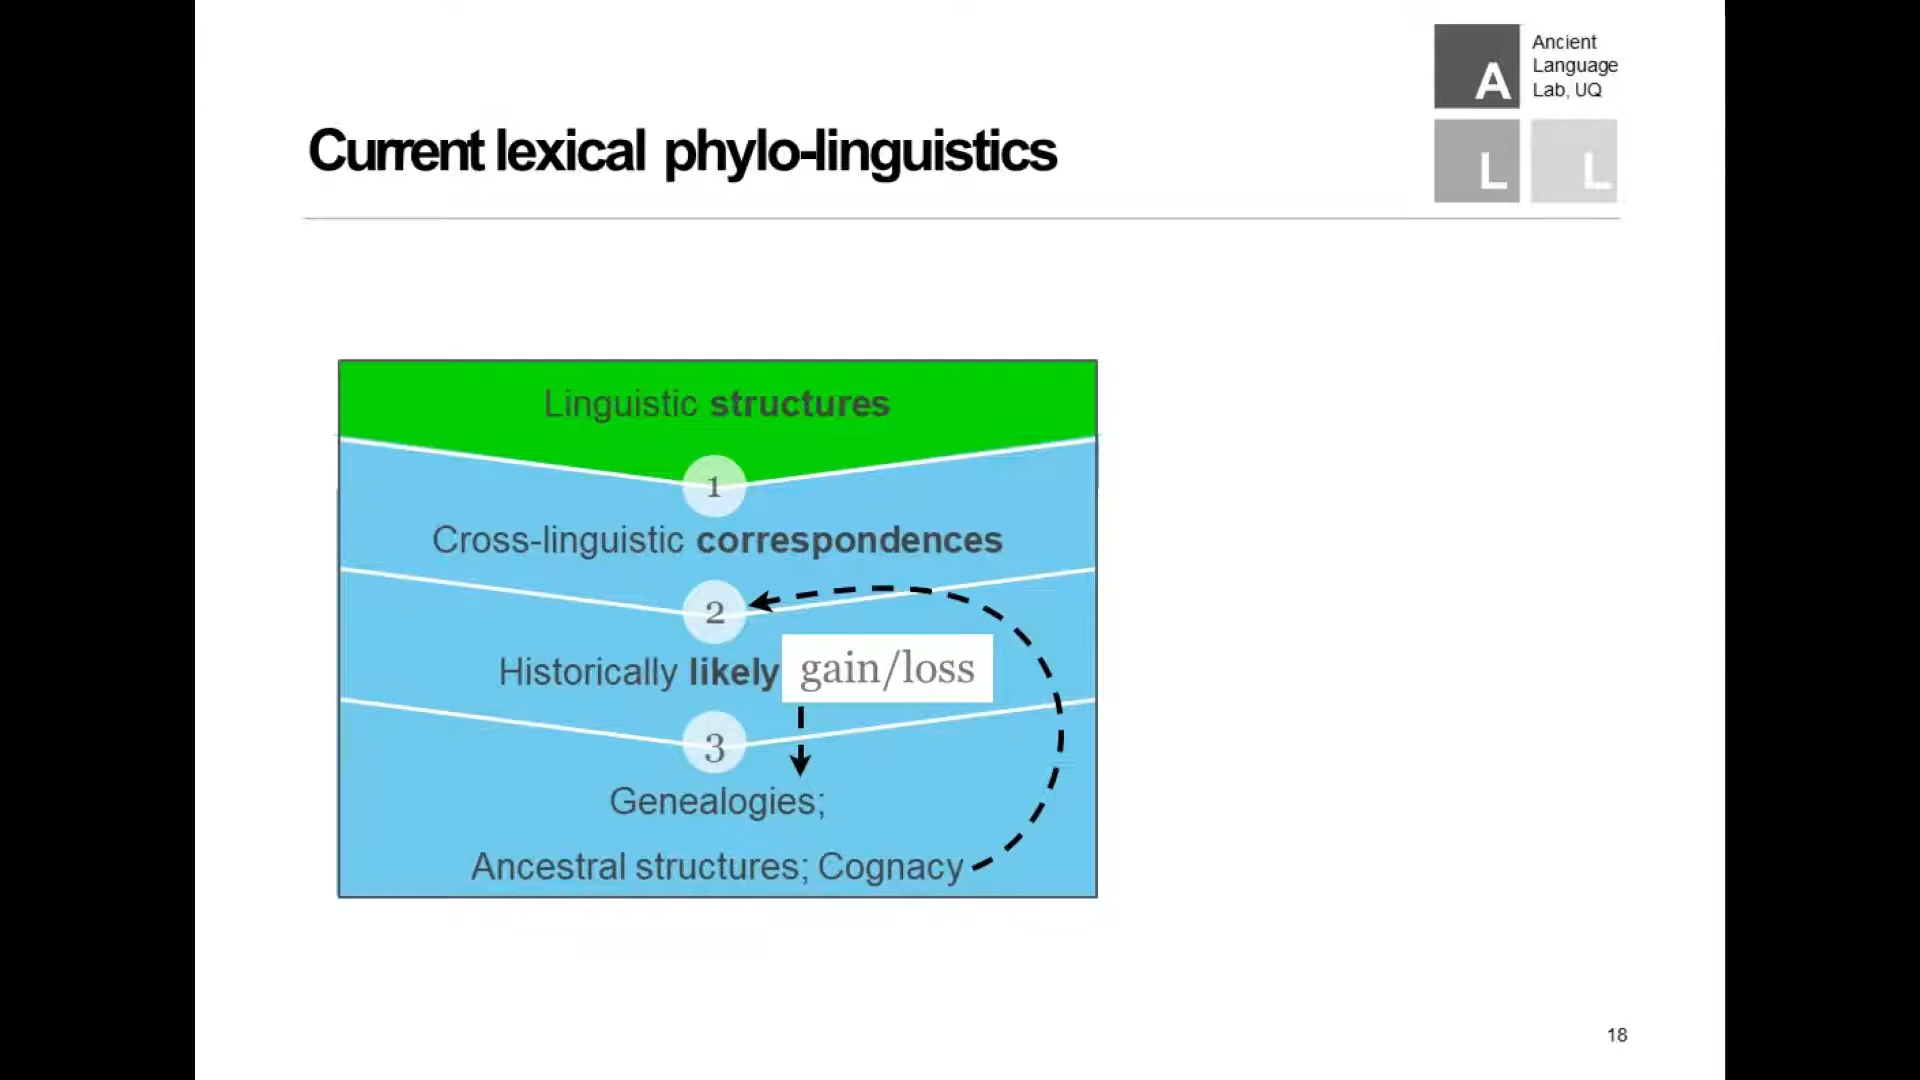 Ancient
Language
Lab, UQ
A
L L
Current lexical phylo-linguistics
Linguistic structures
1
Cross-linguistic correspondences
2
Historically likely gain/loss
3
Genealogies;
Ancestral structures; Cognacy
18